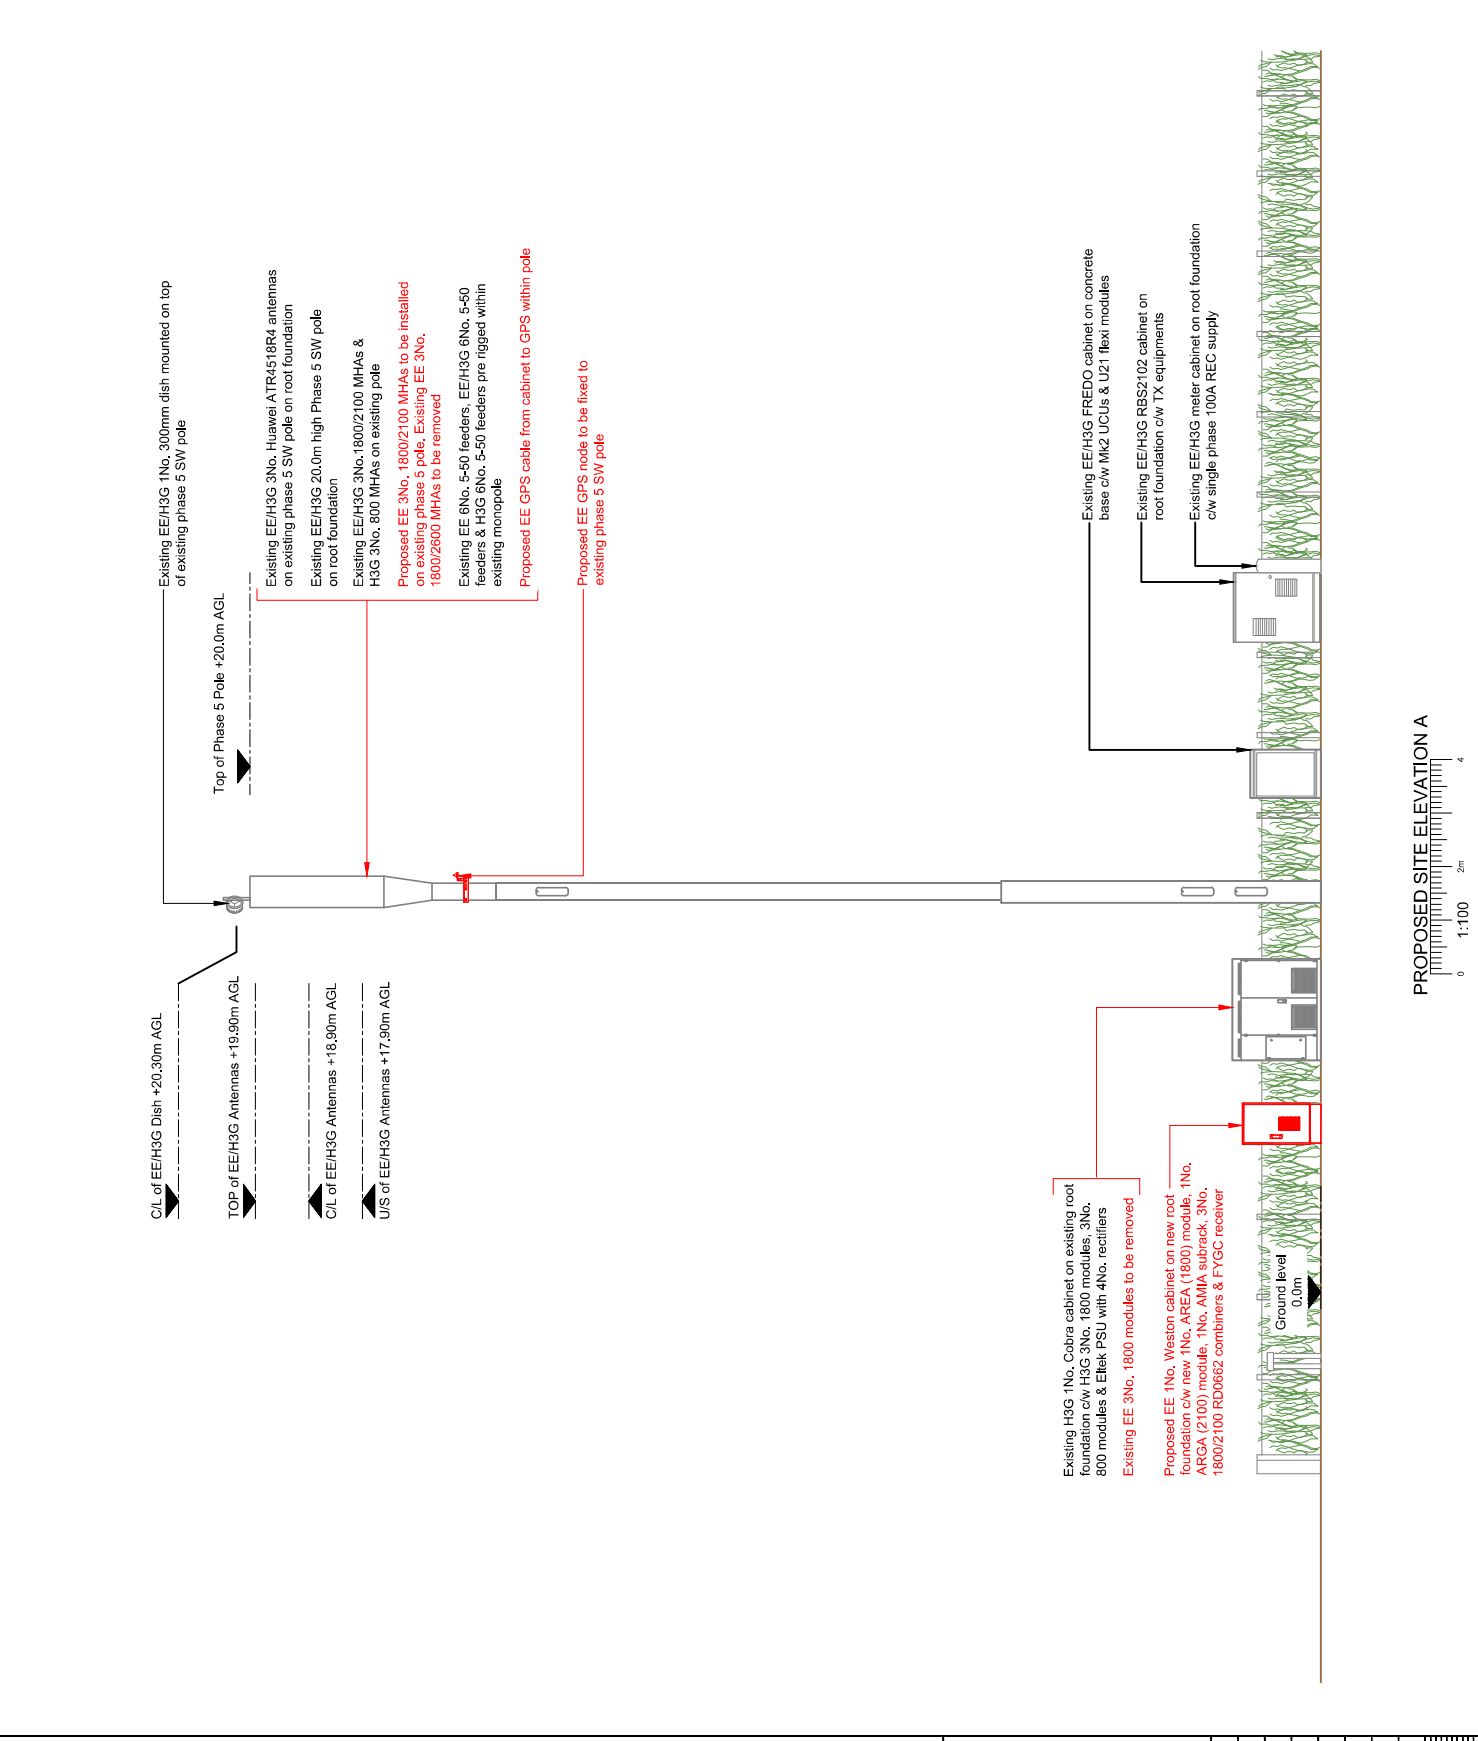 Existing EE/H3G 1No. 300mm dish mounted on top
of existing phase 5 SW pole
Top of Phase 5 Pole +20.0m AGL
Existing EE/H3G 3No. Huawei ATR4518R4 antennas
on existing phase 5 SW pole on root foundation
Existing EE/H3G 20.0m high Phase 5 SW pole
on root foundation
Existing EE/H3G 3No.1800/2100 MHAs &
H3G 3No. 800 MHAs on existing pole
Proposed EE 3No. 1800/2100 MHAs to be installed
on existing phase 5 pole. Existing EE 3No.
1800/2600 MHAs to be removed
Existing EE 6No. 5-50 feeders, EE/H3G 6No. 5-50
feeders & H3G 6No. 5-50 feeders pre rigged within
existing monopole
Proposed EE GPS cable from cabinet to GPS within pole
Proposed EE GPS node to be fixed to
existing phase 5 SW pole
C/L of EE/H3G Dish +20.30m AGL
TOP of EE/H3G Antennas +19.90m AGL
C/L of EE/H3G Antennas +18.90m AGL
U/S of EE/H3G Antennas +17.90m AGL
Existing EE/H3G FREDO cabinet on concrete
base c/w Mk2 UCUs & U21 flexi modules
Existing EE/H3G RBS2102 cabinet on
root foundation c/w TX equipments
Existing EE/H3G meter cabinet on root foundation
c/w single phase 100A REC supply
Existing H3G 1No. Cobra cabinet on existing root
foundation c/w H3G 3No. 1800 modules, 3No.
800 modules & Eltek PSU with 4No. rectifiers
Existing EE 3No. 1800 modules to be removed
Proposed EE 1No. Weston cabinet on new root
foundation c/w new 1No. AREA (1800) module, 1No.
ARGA (2100) module, 1No. AMIA subrack, 3No.
1800/2100 RD0662 combiners & FYGC receiver
Ground level
0.0m
PROPOSED SITE ELEVATION A
0 2m 4
1:100